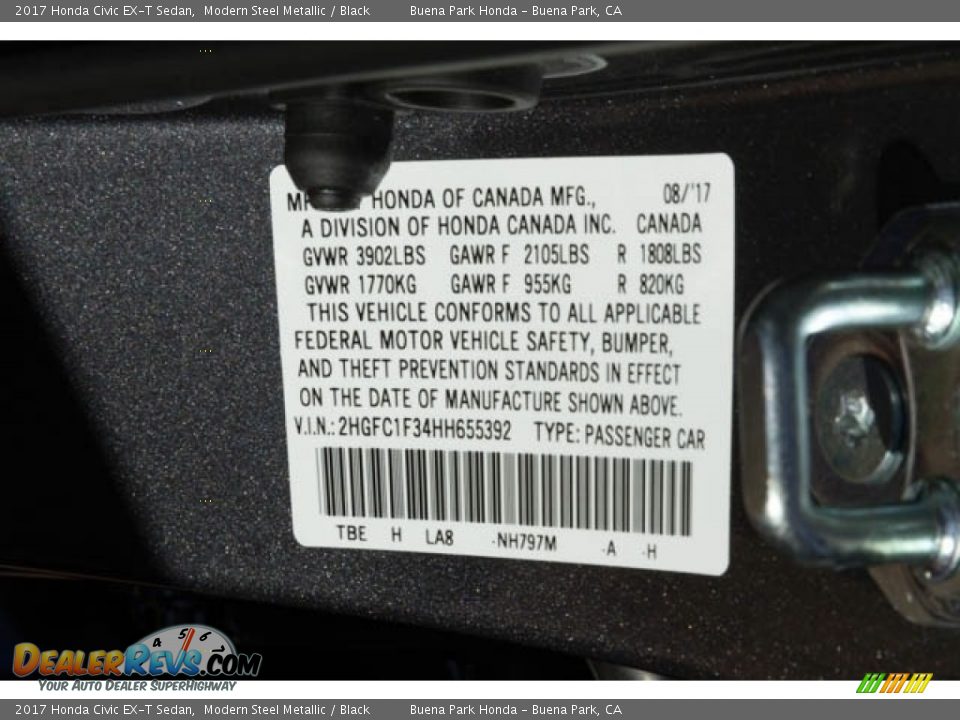 2017 Honda Civic EX-T Sedan, Modern Steel Metallic / Black Buena Park Honda - Buena Park, CA
HONDA OF CANADA MFG., 08/'17
A DIVISION OF HONDA CANADA INC. CANADA
GVWR 3902LBS GAWR F 2105LBS R 1808LBS
GVWR 1770KG GAWR F 955KG R 820KG
THIS VEHICLE CONFORMS TO ALL APPLICABLE
FEDERAL MOTOR VEHICLE SAFETY, BUMPER,
AND THEFT PREVENTION STANDARDS IN EFFECT
ON THE DATE OF MANUFACTURE SHOWN ABOVE.
V.I.N.: 2HGFC1F34HH655392 TYPE: PASSENGER CAR
TBE H LA8 -NH797M -A -H
4 5 6
DEALERREVS.COM
YOUR AUTO DEALER SUPERHIGHWAY
2017 Honda Civic EX-T Sedan, Modern Steel Metallic / Black Buena Park Honda - Buena Park, CA